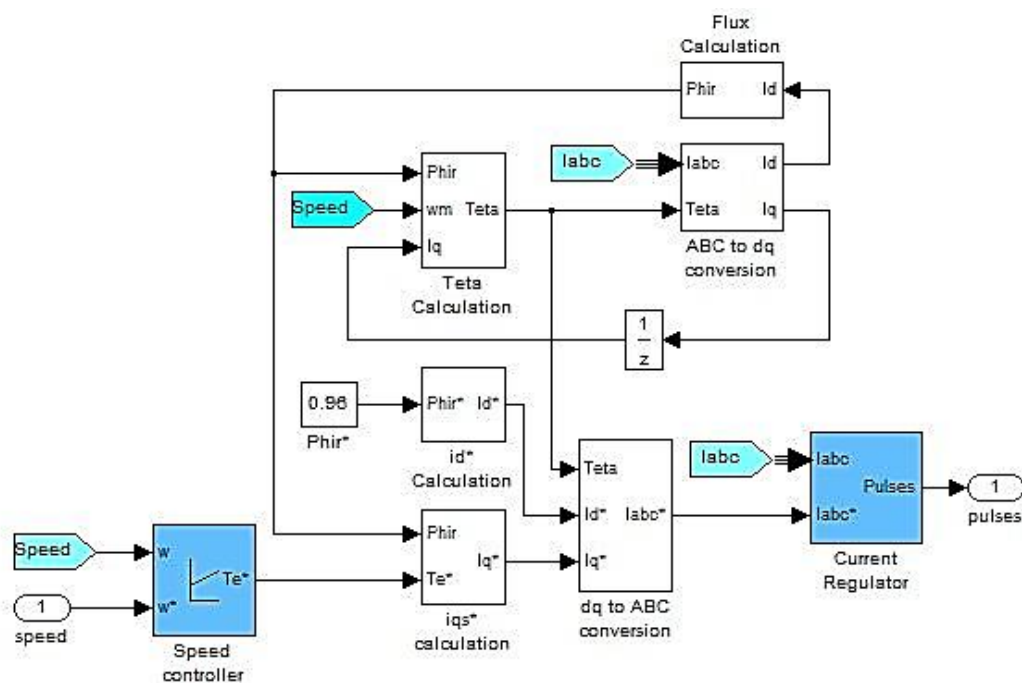 Flux
Calculation
Phir Id
Iabc
Iabc Id
Teta Iq
ABC to dq
conversion
Phir
Speed
wm Teta
Iq
Teta
Calculation
1
z
0.96
Phir*
Phir* Id*
id*
Calculation
Teta
Id* Iabc*
Iq*
dq to ABC
conversion
Iabc
Iabc
Pulses
Iabc*
Current
Regulator
1
pulses
Phir
Iq*
Te*
iqs*
calculation
Speed
w
Te*
w*
1
speed
Speed
controller